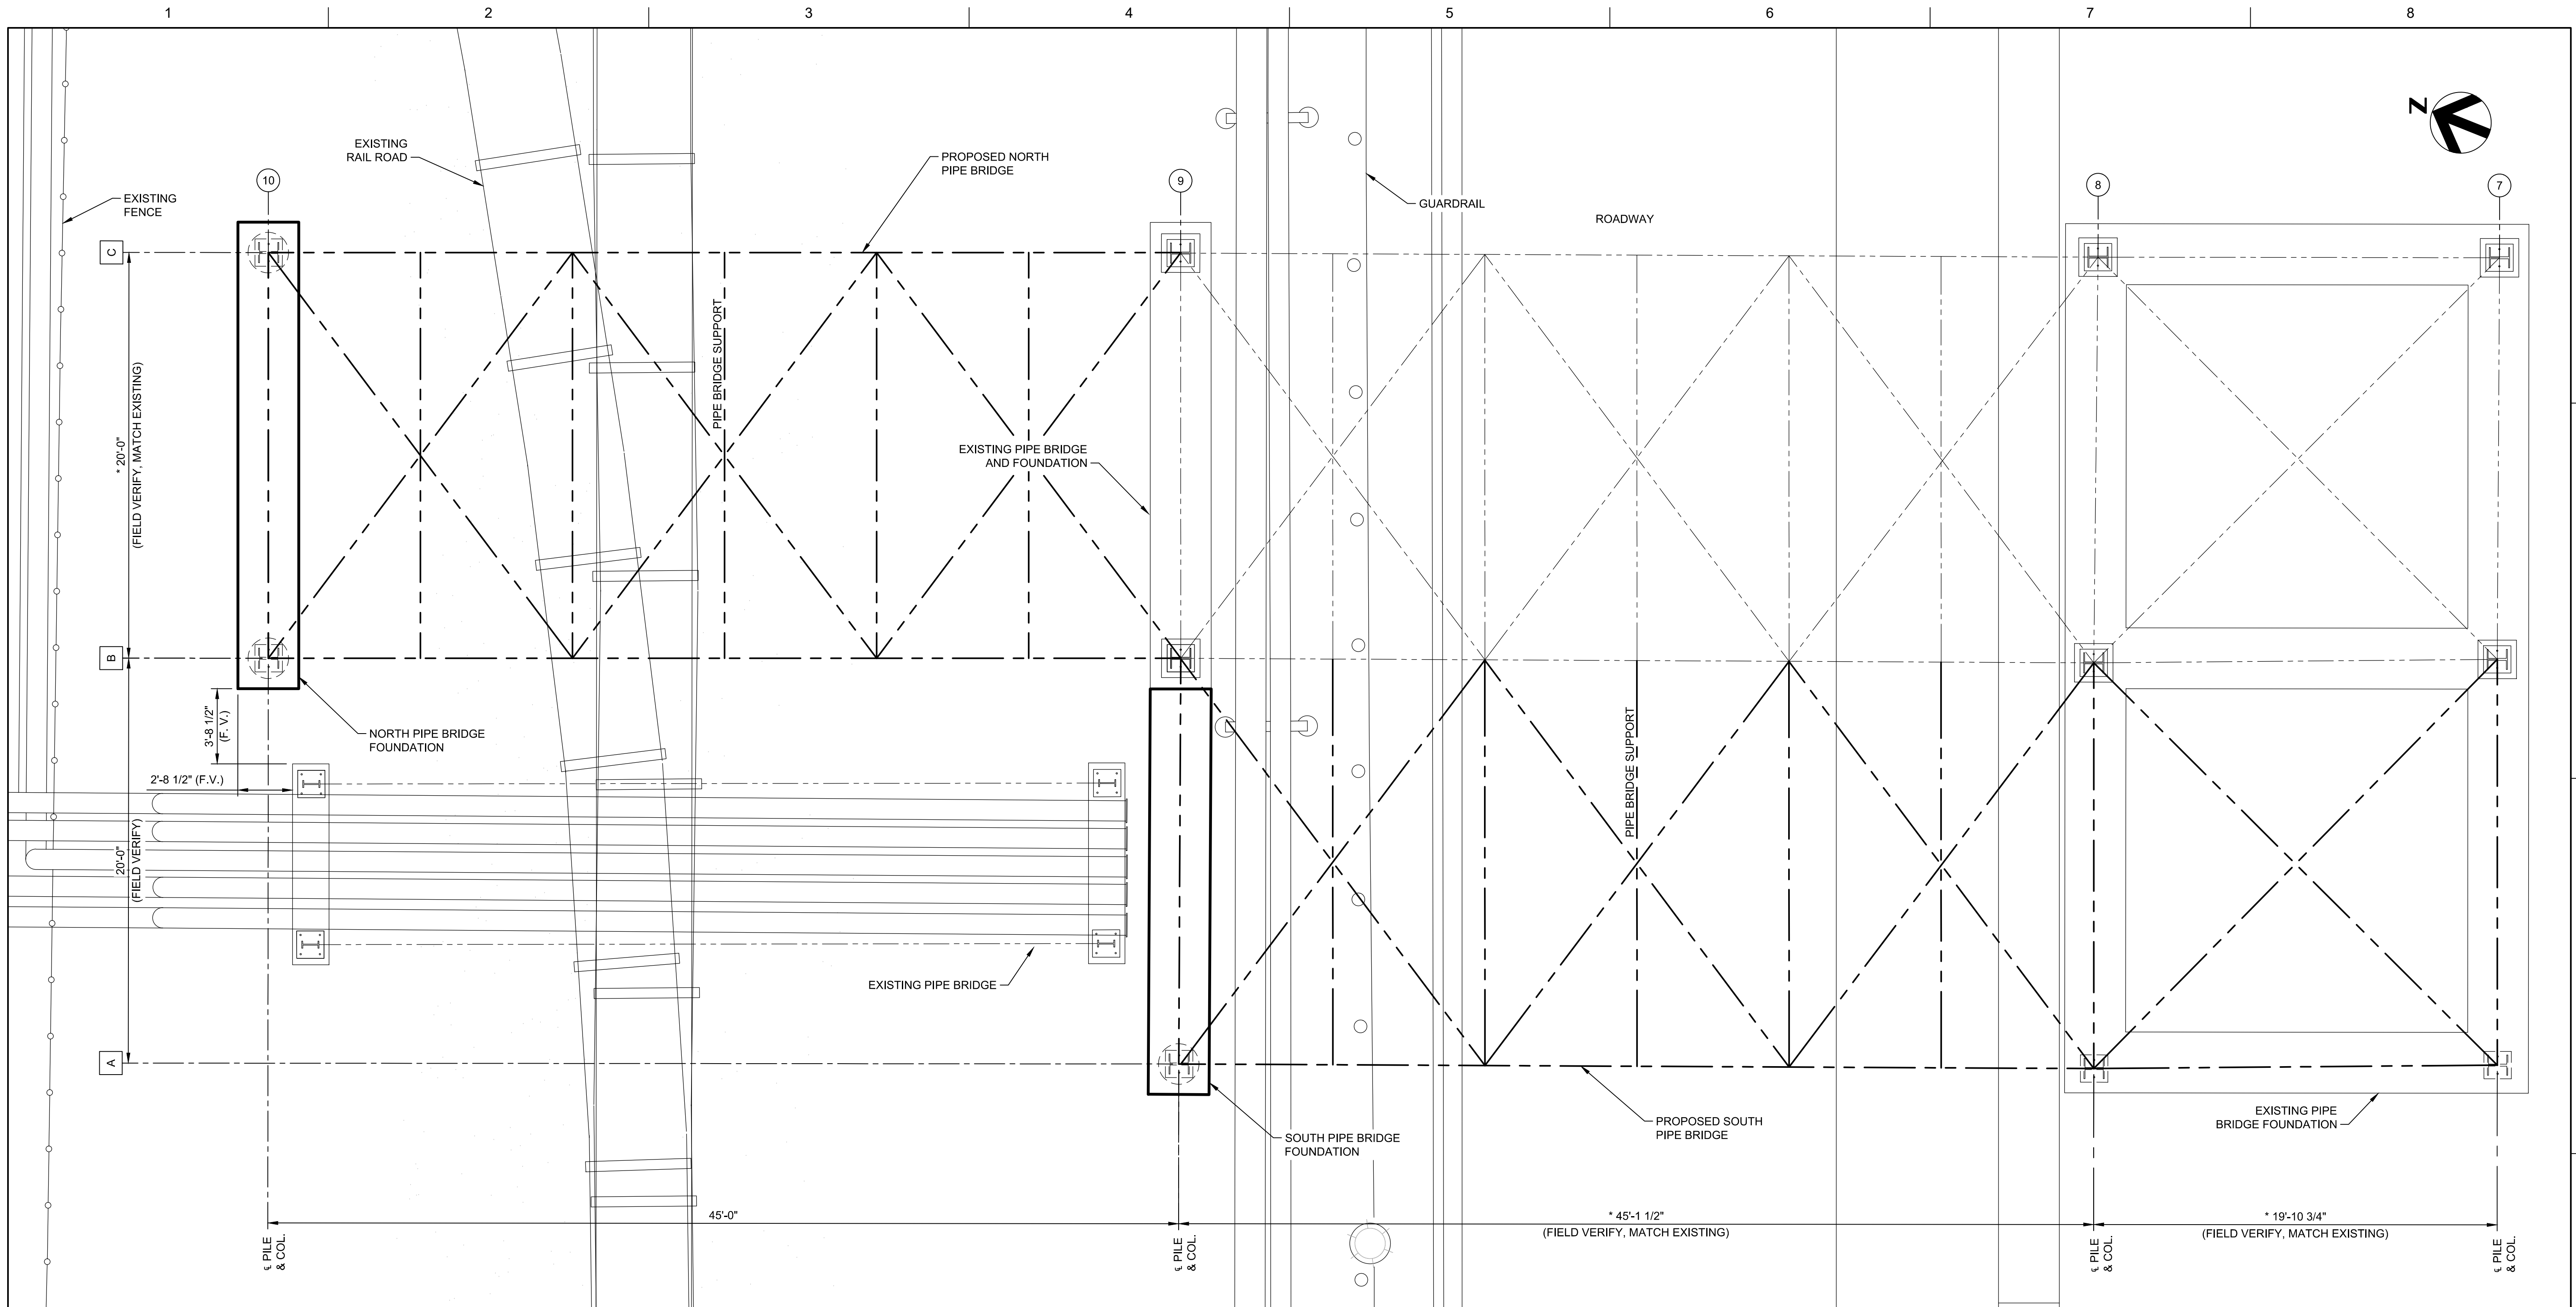 1
2
3
4
5
6
7
8
N
EXISTING
RAIL ROAD
PROPOSED NORTH
PIPE BRIDGE
10
9
8
7
EXISTING
FENCE
GUARDRAIL
ROADWAY
C
* 20'-0"
(FIELD VERIFY, MATCH EXISTING)
PIPE BRIDGE SUPPORT
EXISTING PIPE BRIDGE
AND FOUNDATION
B
3'-8 1/2"
(F. V.)
NORTH PIPE BRIDGE
FOUNDATION
2'-8 1/2" (F.V.)
20'-0"
(FIELD VERIFY)
PIPE BRIDGE SUPPORT
EXISTING PIPE BRIDGE
A
SOUTH PIPE BRIDGE
FOUNDATION
PROPOSED SOUTH
PIPE BRIDGE
EXISTING PIPE
BRIDGE FOUNDATION
45'-0"
* 45'-1 1/2"
(FIELD VERIFY, MATCH EXISTING)
* 19'-10 3/4"
(FIELD VERIFY, MATCH EXISTING)
℄ PILE
& COL.
℄ PILE
& COL.
℄ PILE
& COL.
℄ PILE
& COL.